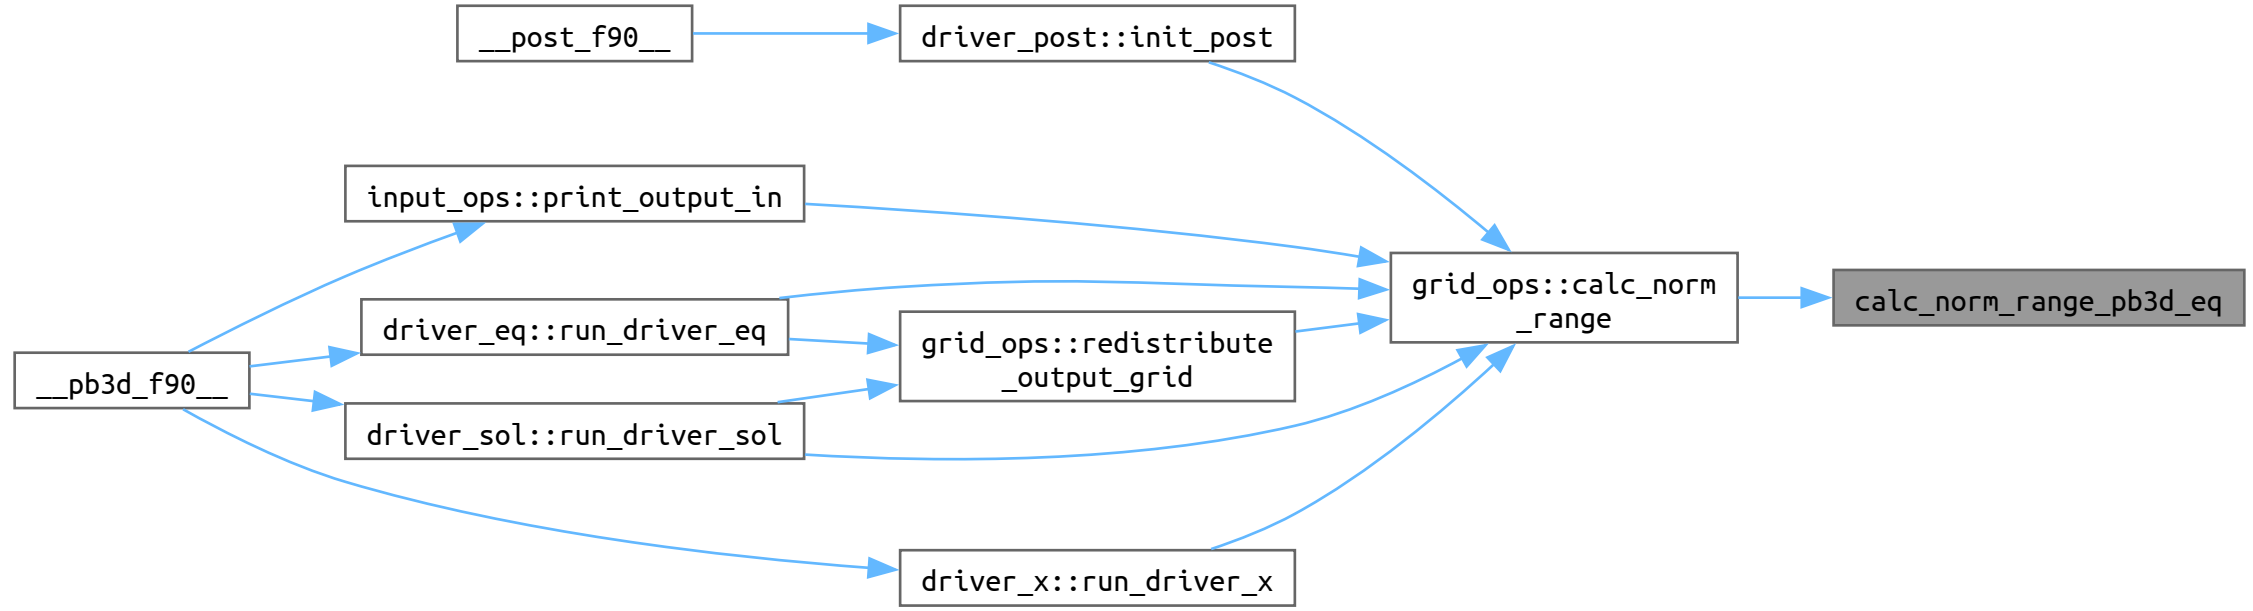 __post_f90__
driver_post::init_post
input_ops::print_output_in
grid_ops::calc_norm
_range
calc_norm_range_pb3d_eq
driver_eq::run_driver_eq
grid_ops::redistribute
_output_grid
__pb3d_f90__
driver_sol::run_driver_sol
driver_x::run_driver_x